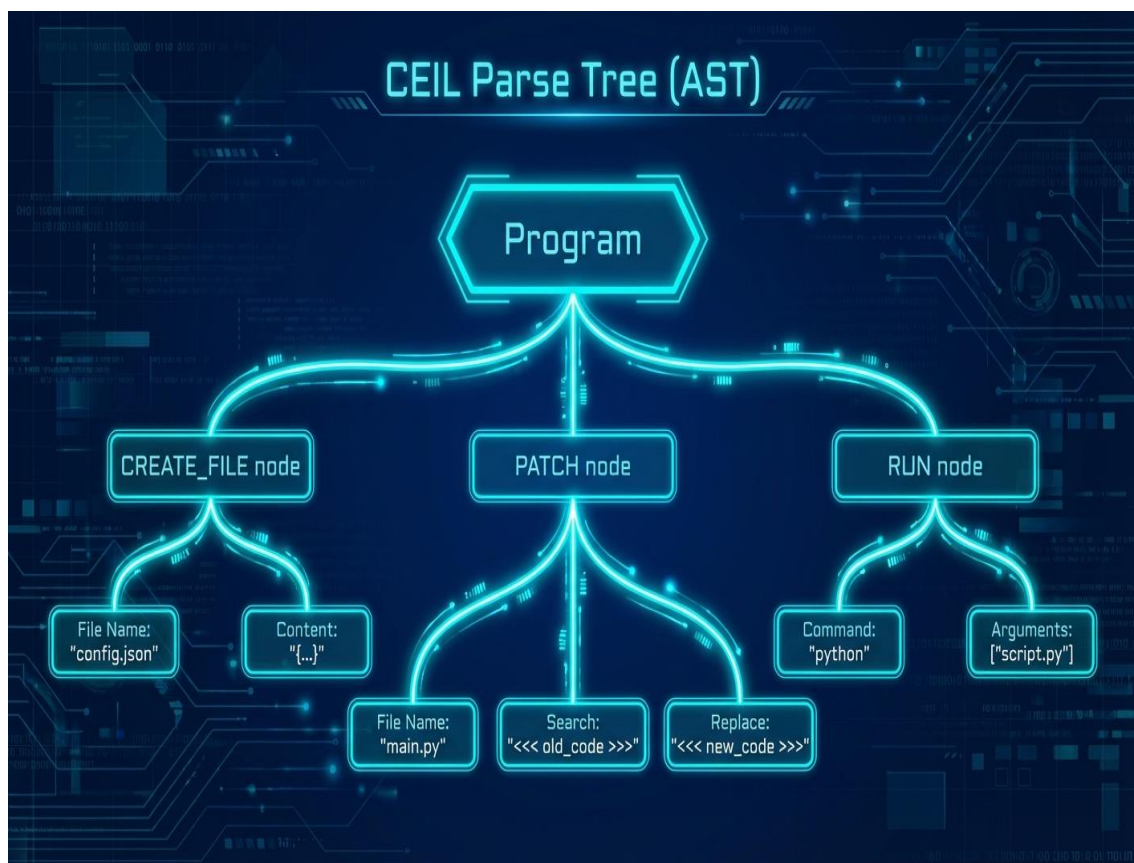 CEIL Parse Tree (AST)
Program
CREATE_FILE node
PATCH node
RUN node
File Name:
"config.json"
Content:
"{...}"
Command:
"python"
Arguments:
["script.py"]
File Name:
"main.py"
Search:
"<<< old_code >>>"
Replace:
"<<< new_code >>>"